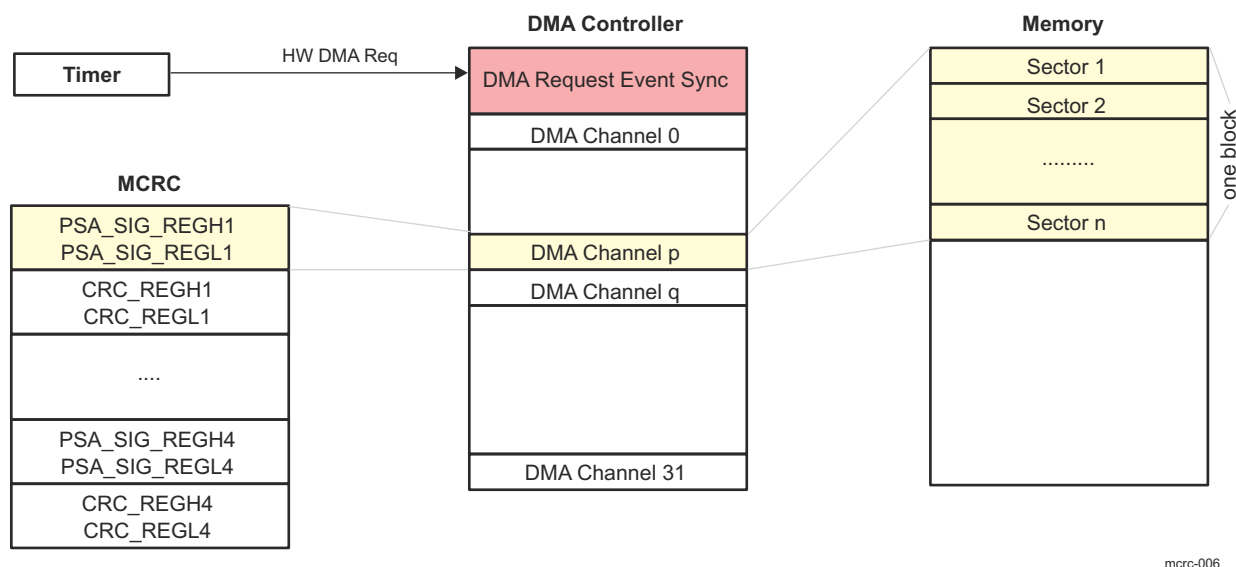 DMA Controller
Memory
Timer
HW DMA Req
DMA Request Event Sync
DMA Channel 0
DMA Channel p
DMA Channel q
DMA Channel 31
MCRC
PSA_SIG_REGH1
PSA_SIG_REGL1
CRC_REGH1
CRC_REGL1
....
PSA_SIG_REGH4
PSA_SIG_REGL4
CRC_REGH4
CRC_REGL4
Sector 1
Sector 2
.........
Sector n
one block
mcrc-006